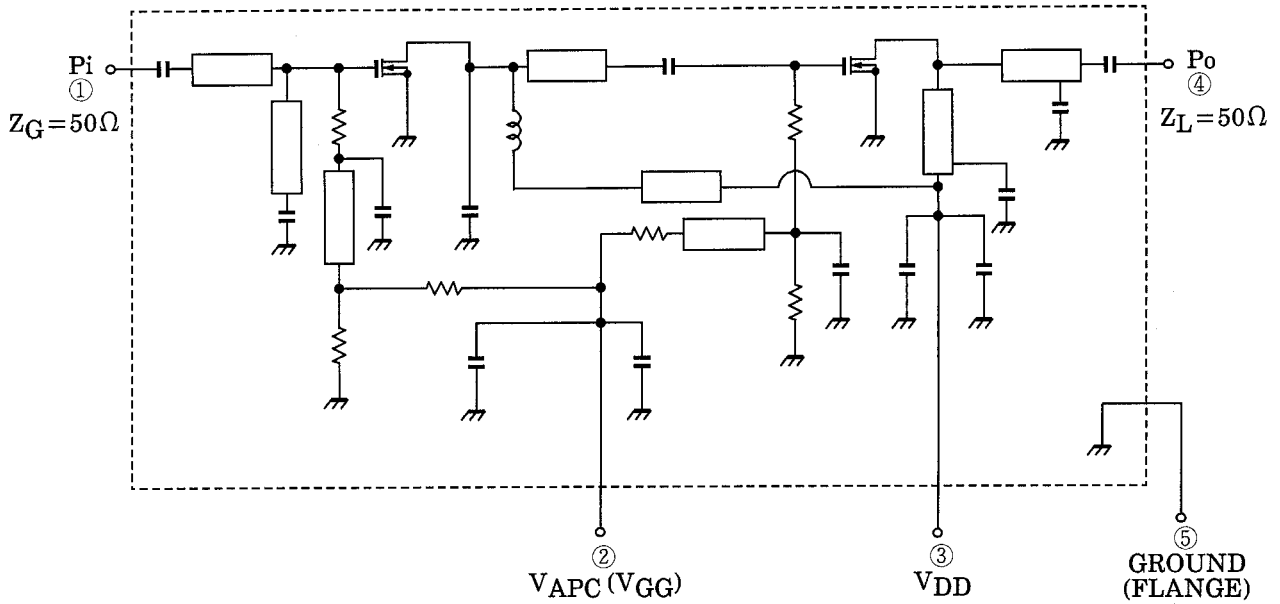 Pi
①
ZG=50Ω
Po
④
ZL=50Ω
②
VAPC (VGG)
③
VDD
⑤
GROUND
(FLANGE)